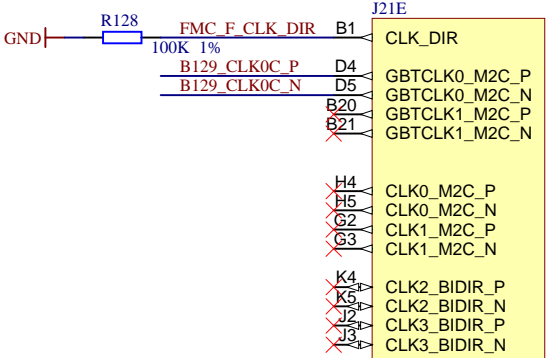 J21E
R128
GND
FMC_F_CLK_DIR B1 CLK_DIR
100K 1%
B129_CLK0C_P D4 GBTCLK0_M2C_P
B129_CLK0C_N D5 GBTCLK0_M2C_N
B20 GBTCLK1_M2C_P
B21 GBTCLK1_M2C_N
H4 CLK0_M2C_P
H5 CLK0_M2C_N
G2 CLK1_M2C_P
G3 CLK1_M2C_N
K4 CLK2_BIDIR_P
K5 CLK2_BIDIR_N
J2 CLK3_BIDIR_P
J3 CLK3_BIDIR_N